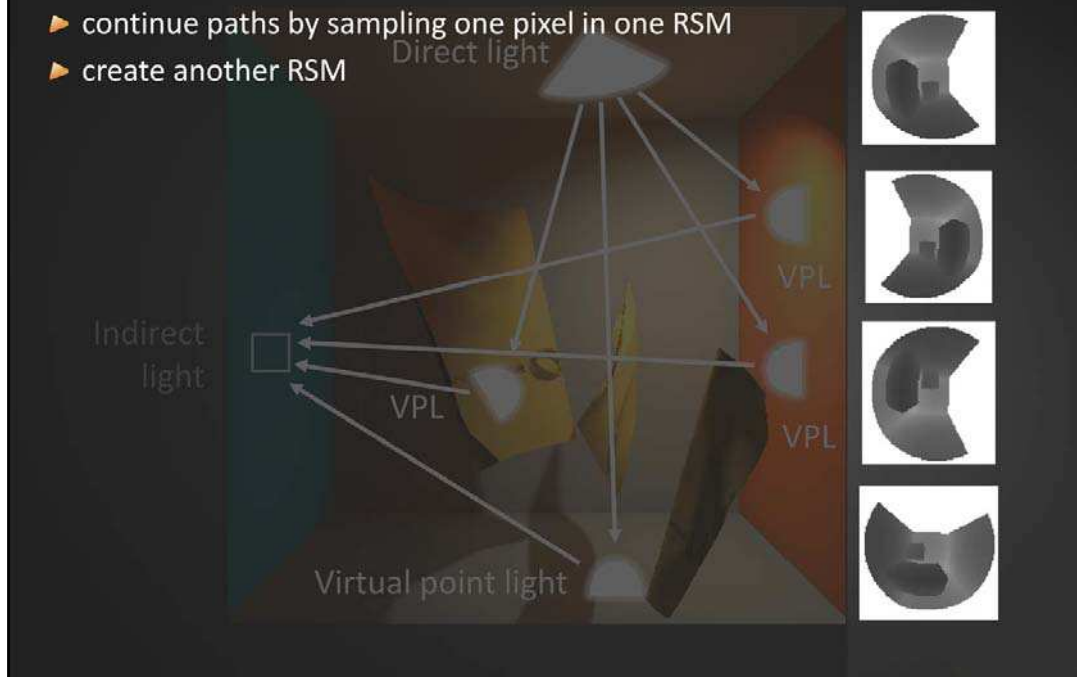 continue paths by sampling one pixel in one RSM
create another RSM
Direct light
VPL
Indirect
light
VPL
VPL
Virtual point light